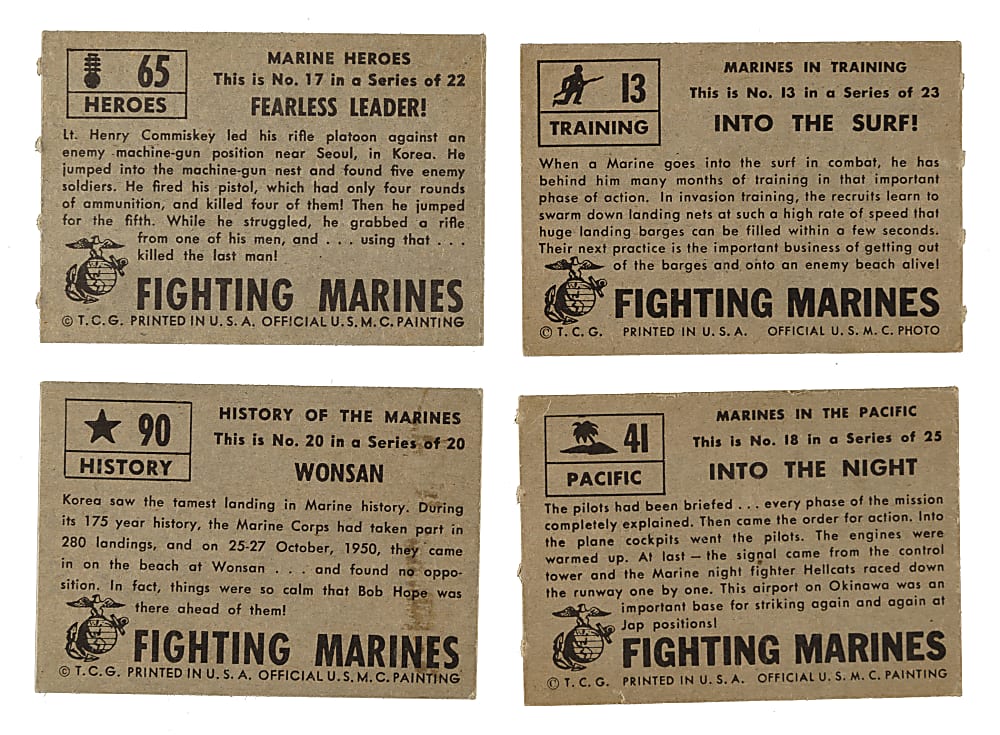 65
HEROES
MARINE HEROES
This is No. 17 in a Series of 22
FEARLESS LEADER!
Lt. Henry Commiskey led his rifle platoon against an
enemy machine-gun position near Seoul, in Korea. He
jumped into the machine-gun nest and found five enemy
soldiers. He fired his pistol, which had only four rounds
of ammunition, and killed four of them! Then he jumped
for the fifth. While he struggled, he grabbed a rifle
from one of his men, and . . . using that . . .
killed the last man!
FIGHTING MARINES
© T. C. G. PRINTED IN U. S. A. OFFICIAL U. S. M. C. PAINTING
13
TRAINING
MARINES IN TRAINING
This is No. 13 in a Series of 23
INTO THE SURF!
When a Marine goes into the surf in combat, he has
behind him many months of training in that important
phase of action. In invasion training, the recruits learn to
swarm down landing nets at such a high rate of speed that
huge landing barges can be filled within a few seconds.
Their next practice is the important business of getting out
of the barges and onto an enemy beach alive!
FIGHTING MARINES
© T. C. G. PRINTED IN U. S. A. OFFICIAL U. S. M. C. PHOTO
90
HISTORY
HISTORY OF THE MARINES
This is No. 20 in a Series of 20
WONSAN
Korea saw the tamest landing in Marine history. During
its 175 year history, the Marine Corps had taken part in
280 landings, and on 25-27 October, 1950, they came
in on the beach at Wonsan . . . and found no oppo-
sition. In fact, things were so calm that Bob Hope was
there ahead of them!
FIGHTING MARINES
© T. C. G. PRINTED IN U. S. A. OFFICIAL U. S. M. C. PAINTING
41
PACIFIC
MARINES IN THE PACIFIC
This is No. 18 in a Series of 25
INTO THE NIGHT
The pilots had been briefed . . . every phase of the mission
completely explained. Then came the order for action. Into
the plane cockpits went the pilots. The engines were
warmed up. At last — the signal came from the control
tower and the Marine night fighter Hellcats raced down
the runway one by one. This airport on Okinawa was an
important base for striking again and again at
Jap positions!
FIGHTING MARINES
© T. C. G. PRINTED IN U. S. A. OFFICIAL U. S. M. C. PAINTING